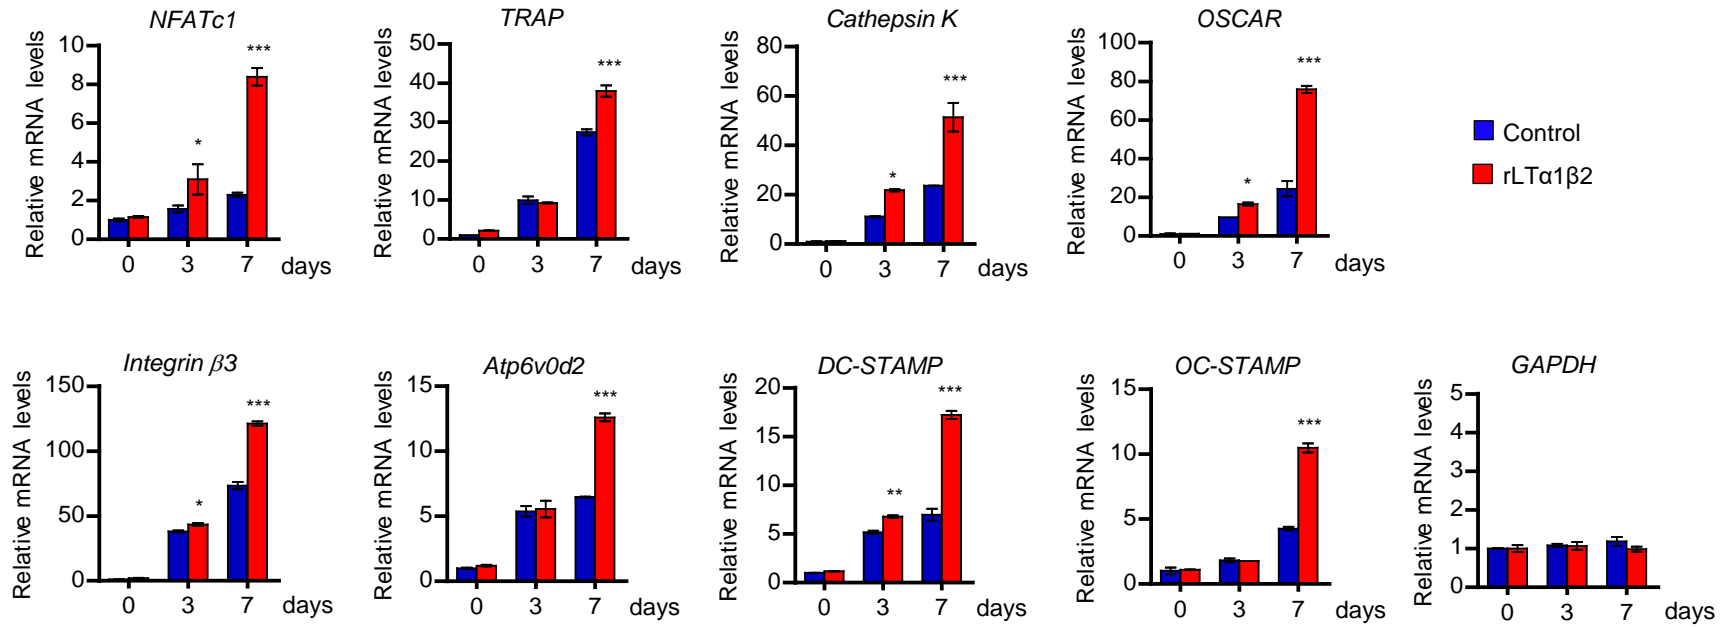 NFATc1
Relative mRNA levels
10
8
6
4
2
0
*
***
0 3 7 days
TRAP
Relative mRNA levels
50
40
30
20
10
0
***
0 3 7 days
Cathepsin K
Relative mRNA levels
80
60
40
20
0
*
***
0 3 7 days
OSCAR
Relative mRNA levels
100
80
60
40
20
0
*
***
0 3 7 days
Control
rLTα1β2
Integrin β3
Relative mRNA levels
150
100
50
0
*
***
0 3 7 days
Atp6v0d2
Relative mRNA levels
15
10
5
0
***
0 3 7 days
DC-STAMP
Relative mRNA levels
20
15
10
5
0
**
***
0 3 7 days
OC-STAMP
Relative mRNA levels
15
10
5
0
***
0 3 7 days
GAPDH
Relative mRNA levels
5
4
3
2
1
0
0 3 7 days